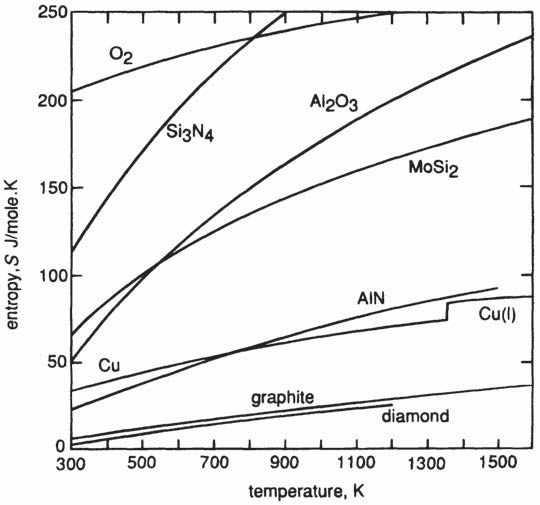 250
200
150
100
50
0
entropy, S J/mole.K
O2
Si3N4
Al2O3
MoSi2
AlN
Cu(l)
Cu
graphite
diamond
300 500 700 900 1100 1300 1500
temperature, K